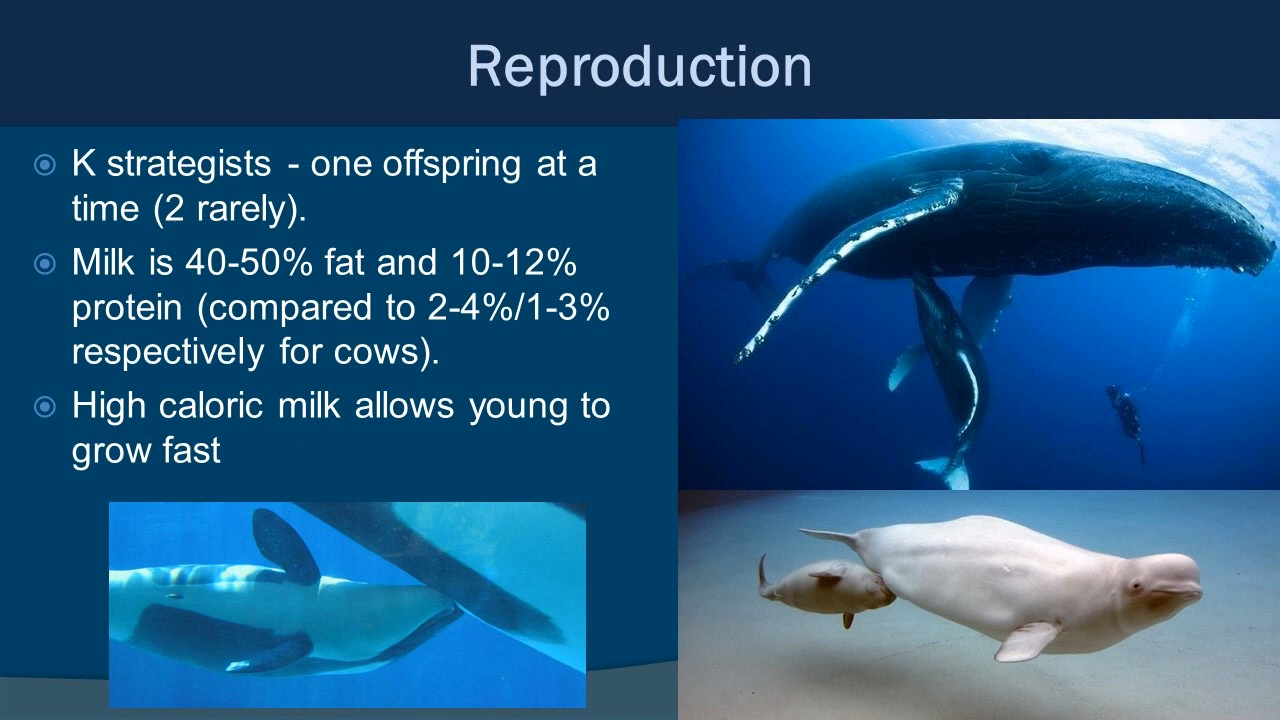 Reproduction
K strategists - one offspring at a
time (2 rarely).
Milk is 40-50% fat and 10-12%
protein (compared to 2-4%/1-3%
respectively for cows).
High caloric milk allows young to
grow fast